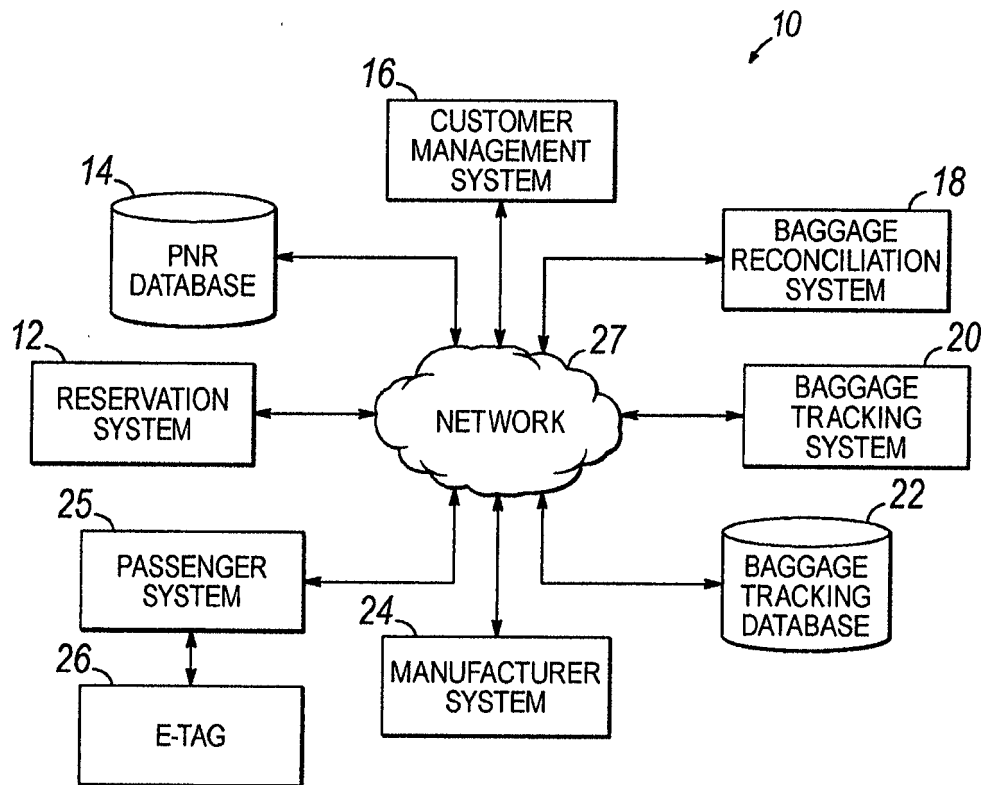 10
16
CUSTOMER
MANAGEMENT
SYSTEM
14
PNR
DATABASE
18
BAGGAGE
RECONCILIATION
SYSTEM
12
RESERVATION
SYSTEM
27
NETWORK
20
BAGGAGE
TRACKING
SYSTEM
25
PASSENGER
SYSTEM
22
BAGGAGE
TRACKING
DATABASE
24
MANUFACTURER
SYSTEM
26
E-TAG